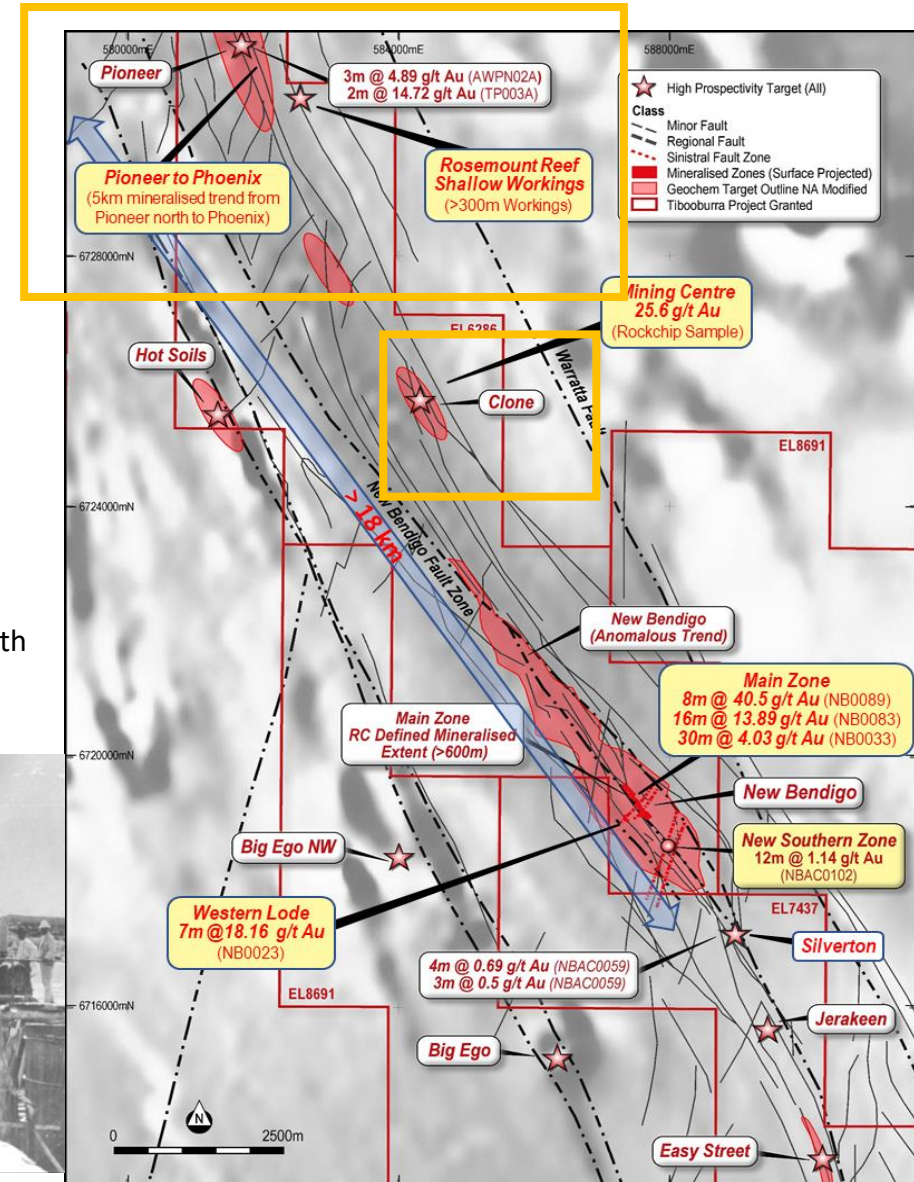 580000mE
584000mE
588000mE
Pioneer
3m @ 4.89 g/t Au (AWPN02A)
2m @ 14.72 g/t Au (TP003A)
High Prospectivity Target (All)
Class
Minor Fault
Regional Fault
Sinistral Fault Zone
Mineralised Zones (Surface Projected)
Geochem Target Outline NA Modified
Tibooburra Project Granted
Pioneer to Phoenix
(5km mineralised trend from
Pioneer north to Phoenix)
Rosemount Reef
Shallow Workings
(>300m Workings)
6728000mN
Mining Centre
25.6 g/t Au
(Rockchip Sample)
EL6286
Hot Soils
Warratta Fault
Clone
EL8691
6724000mN
> 18 km
New Bendigo Fault Zone
New Bendigo
(Anomalous Trend)
th
Main Zone
8m @ 40.5 g/t Au (NB0089)
16m @ 13.89 g/t Au (NB0083)
30m @ 4.03 g/t Au (NB0033)
Main Zone
RC Defined Mineralised
Extent (>600m)
6720000mN
New Bendigo
Big Ego NW
New Southern Zone
12m @ 1.14 g/t Au
(NBAC0102)
Western Lode
7m @18.16 g/t Au
(NB0023)
EL7437
Silverton
4m @ 0.69 g/t Au (NBAC0059)
3m @ 0.5 g/t Au (NBAC0059)
EL8691
6716000mN
Jerakeen
Big Ego
N
0
2500m
Easy Street